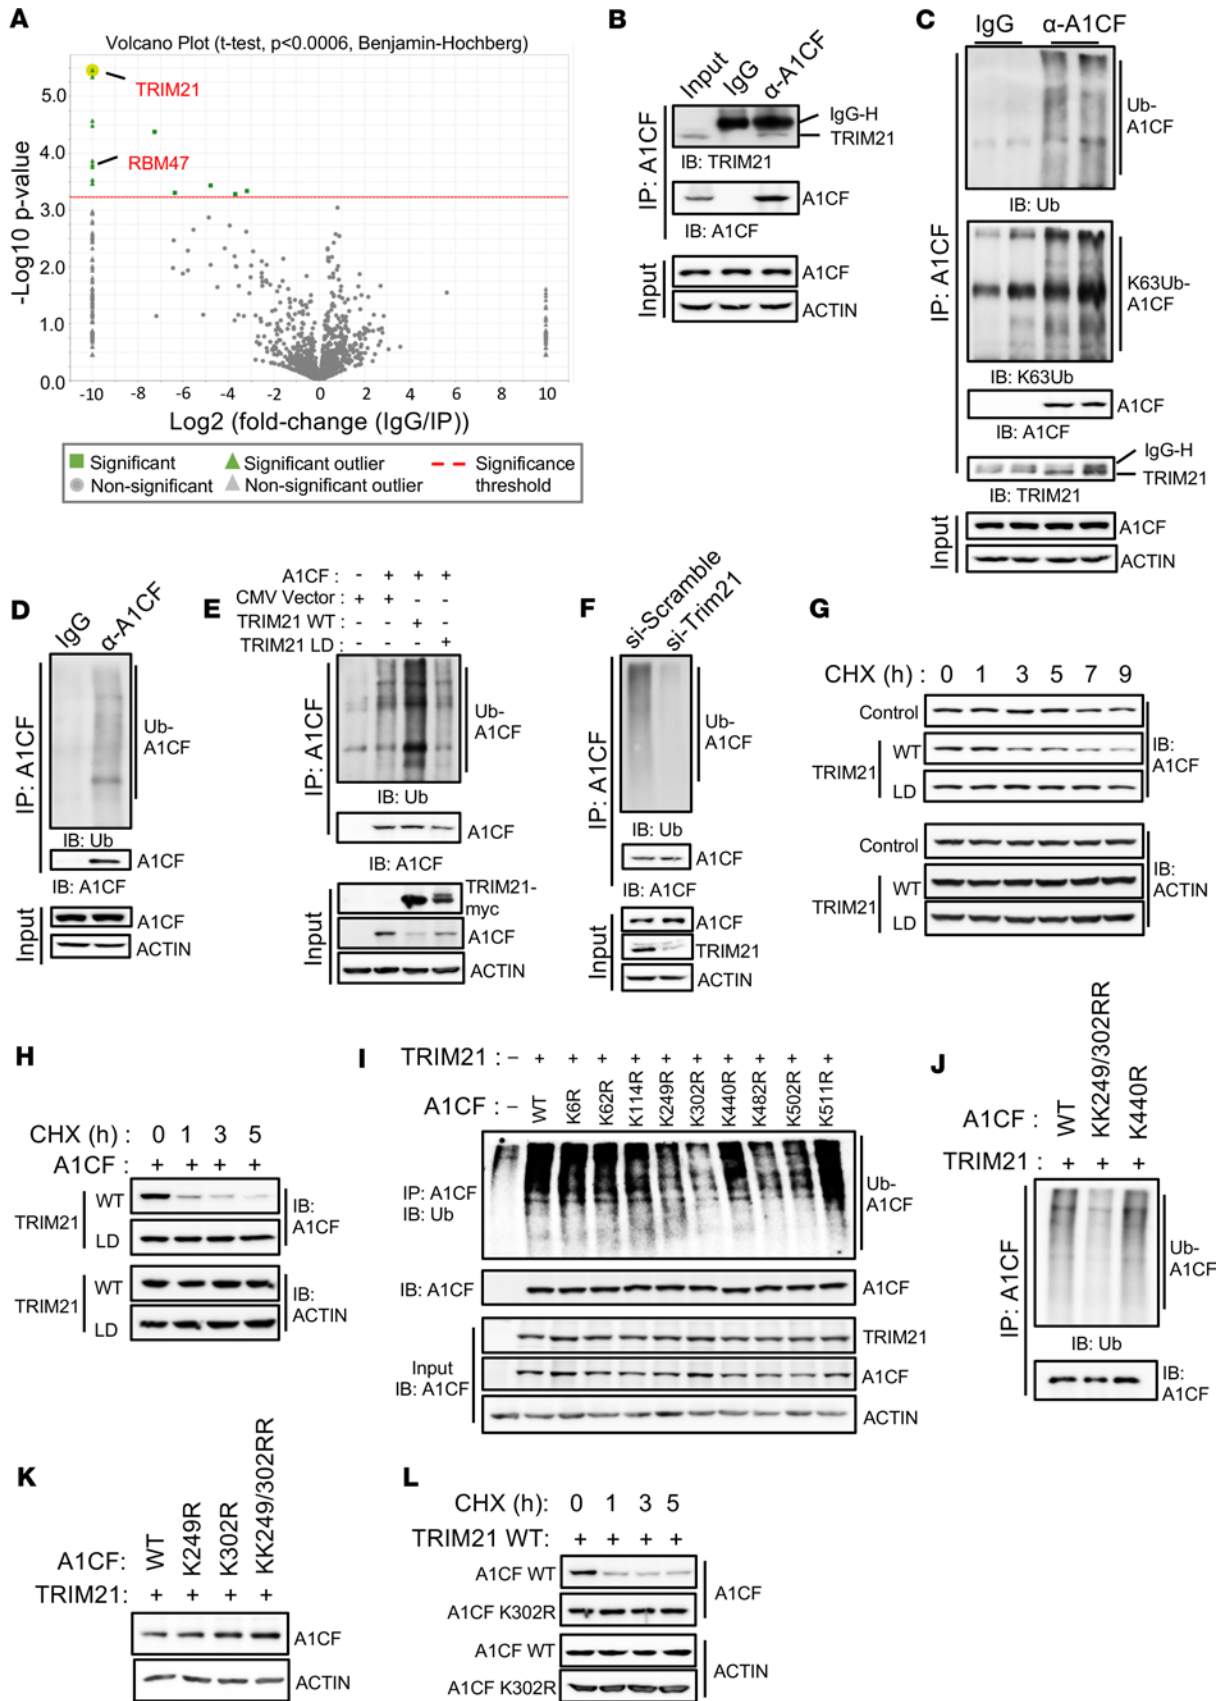 A
Volcano Plot (t-test, p<0.0006, Benjamin-Hochberg)
TRIM21
RBM47
5.0
4.0
3.0
2.0
1.0
0.0
-Log10 p-value
-10 -8 -6 -4 -2 0 2 4 6 8 10
Log2 (fold-change (IgG/IP))
Significant
Significant outlier
Significance threshold
Non-significant
Non-significant outlier
B
Input IgG α-A1CF
IP: A1CF
IgG-H
TRIM21
IB: TRIM21
A1CF
IB: A1CF
Input
A1CF
ACTIN
C
IgG α-A1CF
IP: A1CF
Ub-
A1CF
IB: Ub
K63Ub-
A1CF
IB: K63Ub
A1CF
IB: A1CF
IgG-H
TRIM21
IB: TRIM21
Input
A1CF
ACTIN
D
IgG α-A1CF
IP: A1CF
Ub-
A1CF
IB: Ub
A1CF
IB: A1CF
Input
A1CF
ACTIN
E
A1CF : - + + +
CMV Vector : + + - -
TRIM21 WT : - - + -
TRIM21 LD : - - - +
IP: A1CF
Ub-
A1CF
IB: Ub
A1CF
IB: A1CF
Input
TRIM21-
myc
A1CF
ACTIN
F
si-Scramble si-Trim21
IP: A1CF
Ub-
A1CF
IB: Ub
A1CF
IB: A1CF
Input
A1CF
TRIM21
ACTIN
G
CHX (h) : 0 1 3 5 7 9
Control
TRIM21 WT
LD
IB:
A1CF
Control
TRIM21 WT
LD
IB:
ACTIN
H
CHX (h) : 0 1 3 5
A1CF : + + + +
TRIM21 WT
LD
IB:
A1CF
TRIM21 WT
LD
IB:
ACTIN
I
TRIM21 : - + + + + + + + + + +
A1CF : - WT K6R K62R K114R K249R K302R K440R K482R K502R K511R
IP: A1CF
IB: Ub
Ub-
A1CF
IB: A1CF
A1CF
Input
IB: A1CF
TRIM21
A1CF
ACTIN
J
A1CF : WT KK249/302RR K440R
TRIM21 : + + +
IP: A1CF
Ub-
A1CF
IB: Ub
IB:
A1CF
K
A1CF: WT K249R K302R KK249/302RR
TRIM21: + + + +
A1CF
ACTIN
L
CHX (h): 0 1 3 5
TRIM21 WT: + + + +
A1CF WT
A1CF K302R
A1CF
A1CF WT
A1CF K302R
ACTIN